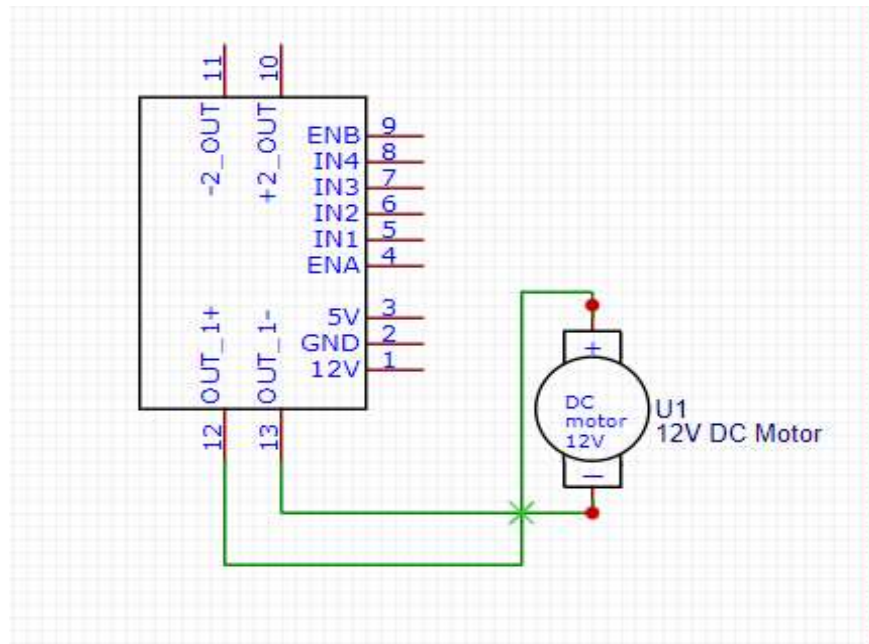 11
10
-2_OUT
+2_OUT
ENB 9
IN4 8
IN3 7
IN2 6
IN1 5
ENA 4
5V 3
GND 2
12V 1
OUT_1+
OUT_1-
12
13
+
DC
motor
12V
−
U1
12V DC Motor